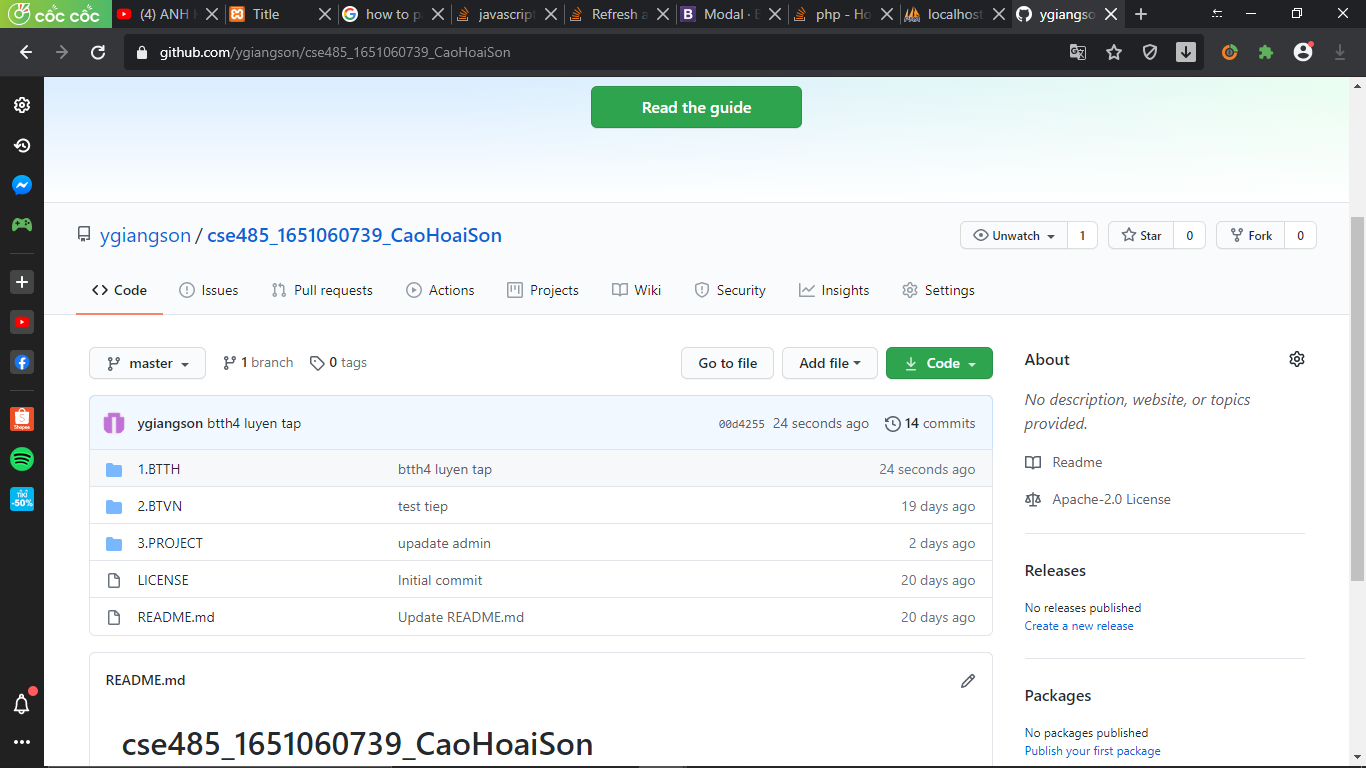 cốc cốc
(4) ANH
Title
how to p
javascrip
Refresh a
Modal · B
php - Ho
localhost
ygiangso
github.com/ygiangson/cse485_1651060739_CaoHoaiSon
Read the guide
ygiangson / cse485_1651060739_CaoHoaiSon
Unwatch 1
Star 0
Fork 0
Code
Issues
Pull requests
Actions
Projects
Wiki
Security
Insights
Settings
master
1 branch
0 tags
Go to file
Add file
Code
ygiangson btth4 luyen tap
00d4255 24 seconds ago
14 commits
1.BTTH btth4 luyen tap 24 seconds ago
2.BTVN test tiep 19 days ago
3.PROJECT upadate admin 2 days ago
LICENSE Initial commit 20 days ago
README.md Update README.md 20 days ago
README.md
cse485_1651060739_CaoHoaiSon
About
No description, website, or topics
provided.
Readme
Apache-2.0 License
Releases
No releases published
Create a new release
Packages
No packages published
Publish your first package
Shopee
TIKI
-50%